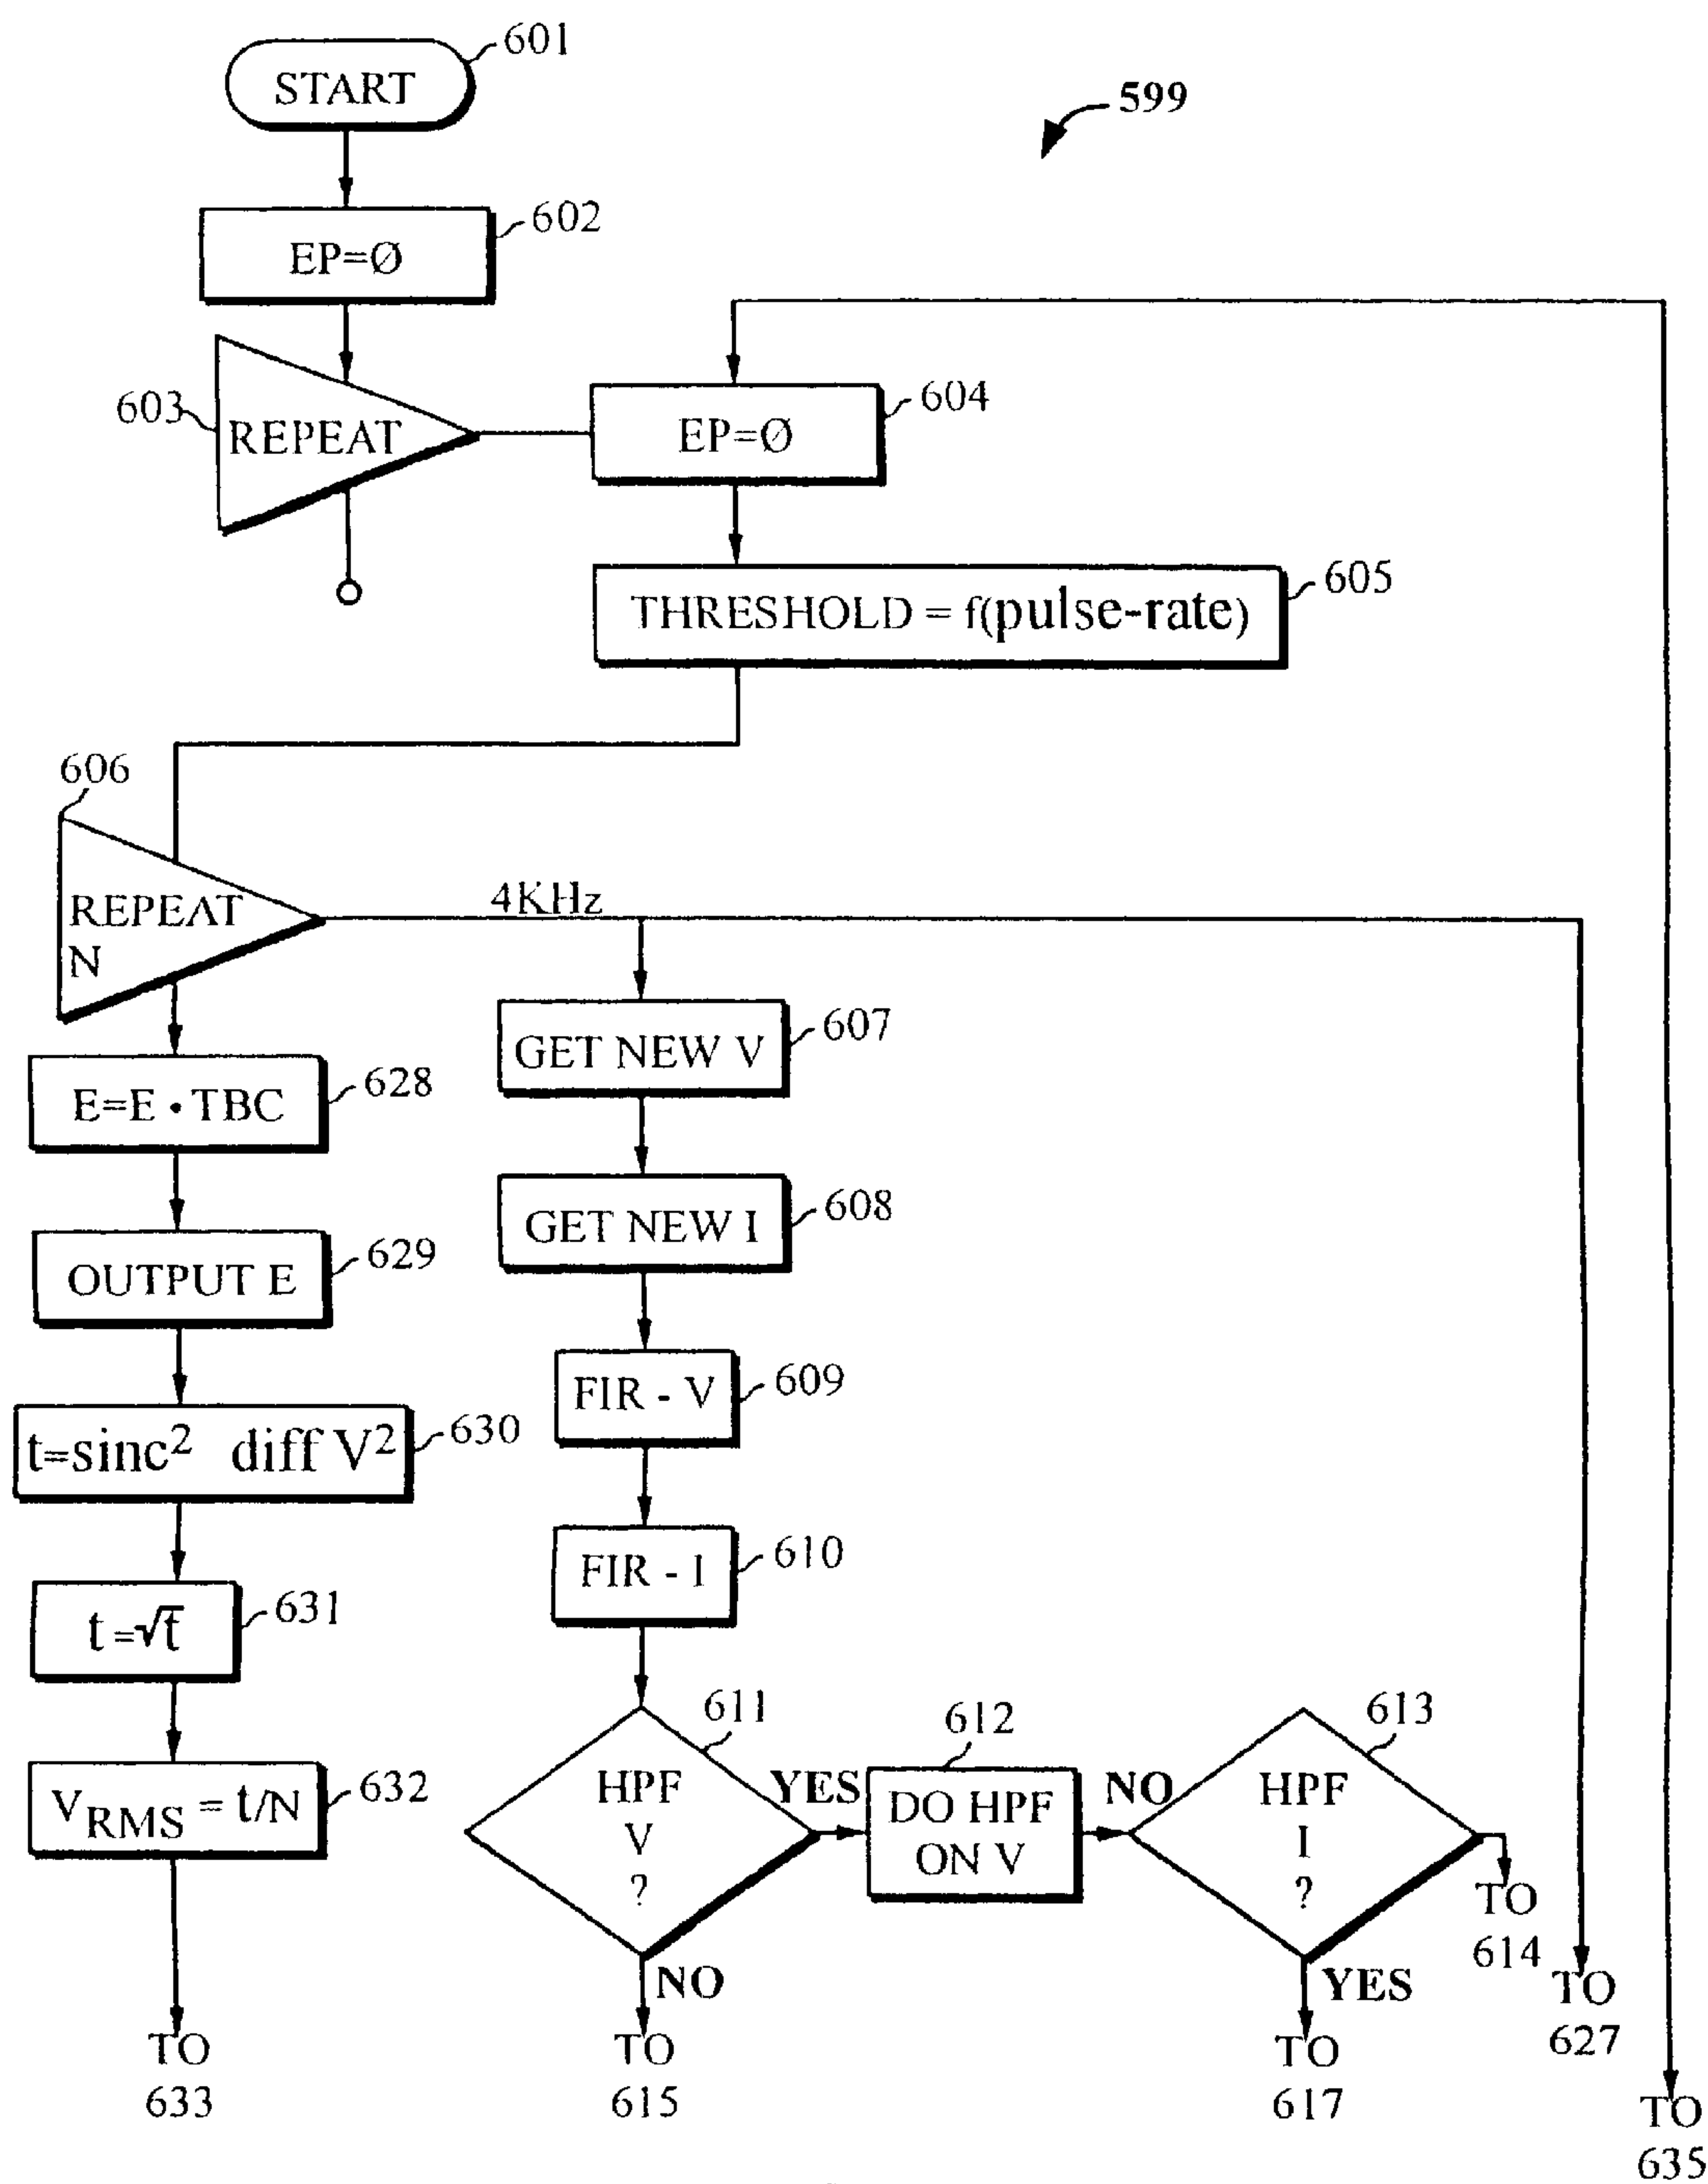 601
START
599
602
EP=Ø
603
REPEAT
604
EP=Ø
605
THRESHOLD = f(pulse-rate)
606
REPEAT
N
4KHz
607
GET NEW V
628
E=E • TBC
608
GET NEW I
629
OUTPUT E
609
FIR - V
630
t=sinc² diff V²
610
FIR - I
631
t=√t
611
HPF
V
?
YES
612
DO HPF
ON V
NO
613
HPF
I
?
632
V_RMS = t/N
TO
614
NO
YES
TO
627
TO
633
TO
615
TO
617
TO
635